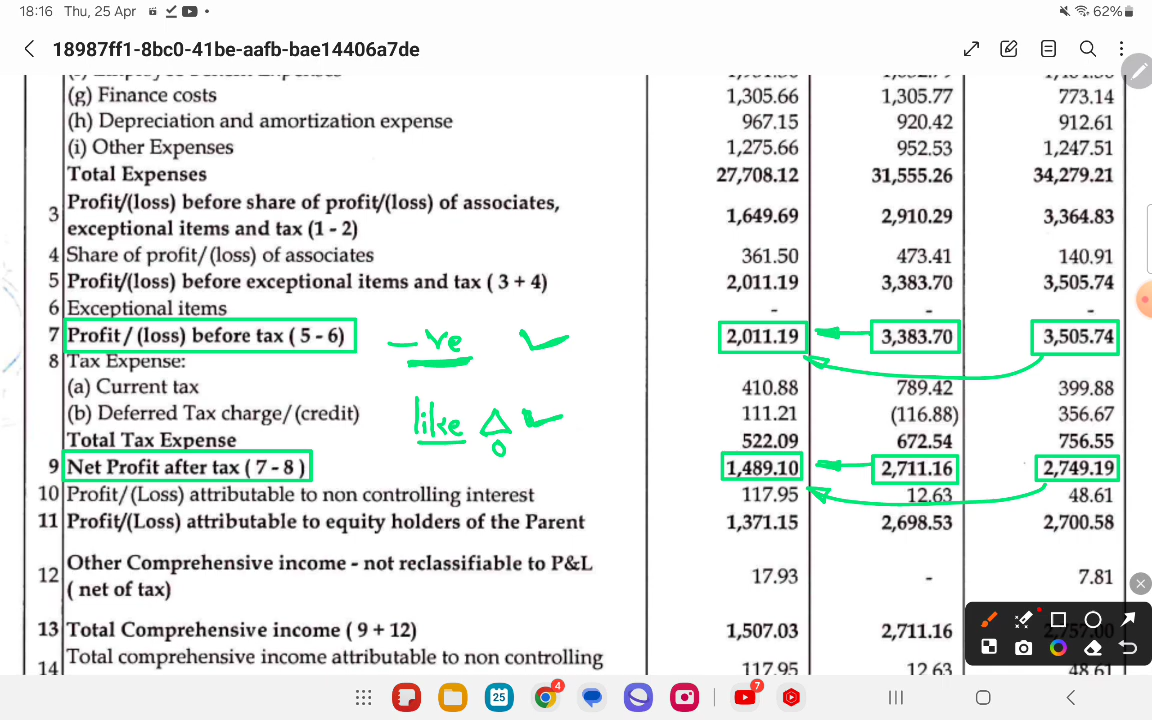 18:16 Thu, 25 Apr 62%
18987ff1-8bc0-41be-aafb-bae14406a7de
(g) Finance costs 1,305.66 1,305.77 773.14
(h) Depreciation and amortization expense 967.15 920.42 912.61
(i) Other Expenses 1,275.66 952.53 1,247.51
Total Expenses 27,708.12 31,555.26 34,279.21
3 Profit/(loss) before share of profit/(loss) of associates,
exceptional items and tax (1 - 2) 1,649.69 2,910.29 3,364.83
4 Share of profit/(loss) of associates 361.50 473.41 140.91
5 Profit/(loss) before exceptional items and tax ( 3 + 4) 2,011.19 3,383.70 3,505.74
6 Exceptional items - - -
7 Profit / (loss) before tax ( 5 - 6) -ve 2,011.19 3,383.70 3,505.74
8 Tax Expense:
(a) Current tax 410.88 789.42 399.88
(b) Deferred Tax charge/(credit) like 111.21 (116.88) 356.67
Total Tax Expense 522.09 672.54 756.55
9 Net Profit after tax ( 7 - 8 ) 1,489.10 2,711.16 2,749.19
10 Profit/(Loss) attributable to non controlling interest 117.95 12.63 48.61
11 Profit/(Loss) attributable to equity holders of the Parent 1,371.15 2,698.53 2,700.58
12 Other Comprehensive income - not reclassifiable to P&L
( net of tax) 17.93 - 7.81
13 Total Comprehensive income ( 9 + 12) 1,507.03 2,711.16 2,757.00
14 Total comprehensive income attributable to non controlling
117.95 12.63 48.61
25 4 7